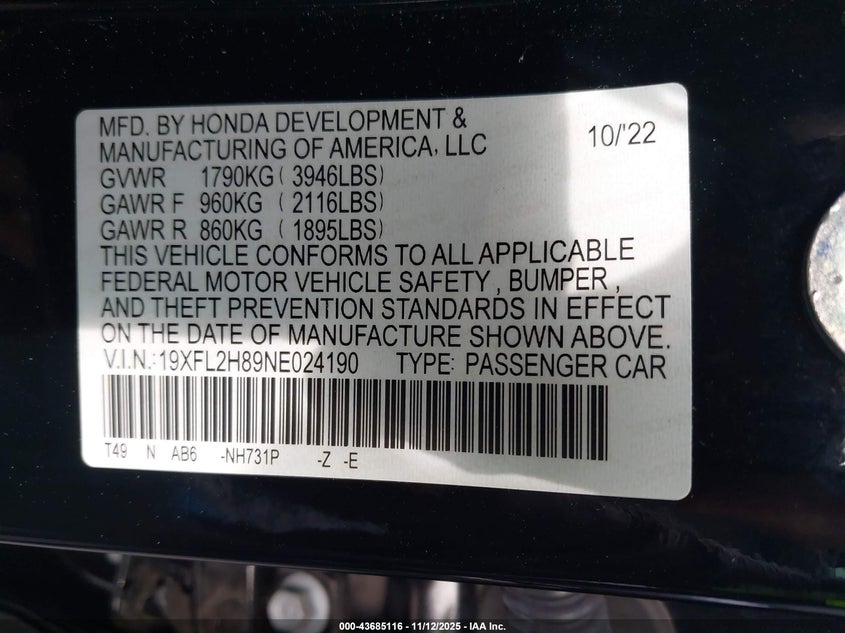 MFD. BY HONDA DEVELOPMENT &
MANUFACTURING OF AMERICA, LLC 10/'22
GVWR 1790KG ( 3946LBS)
GAWR F 960KG ( 2116LBS)
GAWR R 860KG ( 1895LBS)
THIS VEHICLE CONFORMS TO ALL APPLICABLE
FEDERAL MOTOR VEHICLE SAFETY , BUMPER ,
AND THEFT PREVENTION STANDARDS IN EFFECT
ON THE DATE OF MANUFACTURE SHOWN ABOVE.
V.I.N.:19XFL2H89NE024190 TYPE: PASSENGER CAR
T49 N AB6 -NH731P -Z -E
000-43685116 - 11/12/2025 - IAA Inc.